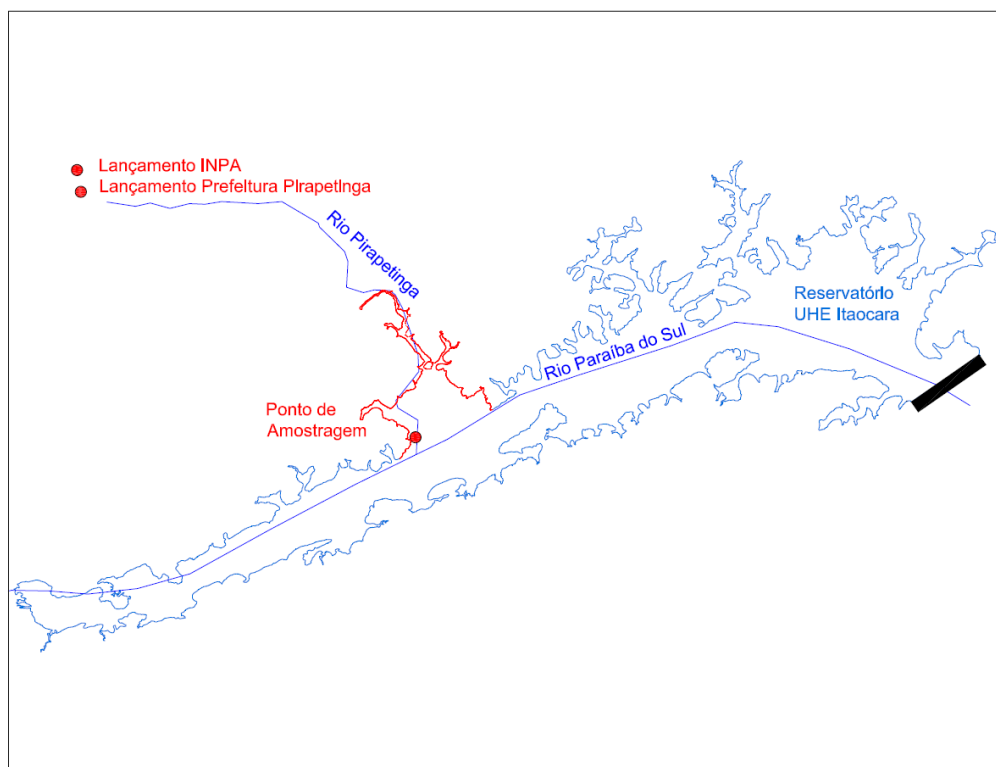 Lançamento INPA
Lançamento Prefeitura Pirapetinga
Rio Pirapetinga
Reservatório
UHE Itaocara
Rio Paraíba do Sul
Ponto de
Amostragem